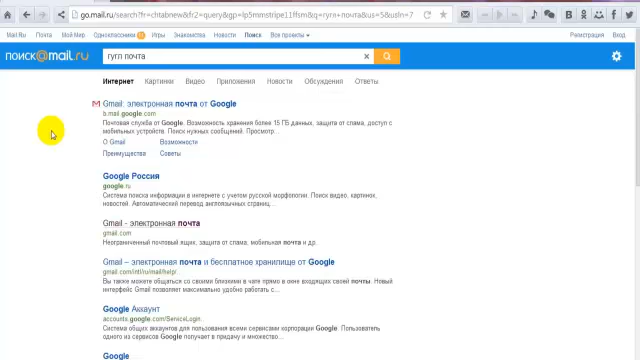 go.mail.ru/search?fr=chtabnew&fr2=query&gp=lp5mmstripe11ffsm&q=гугл+почта&us=5&usln=7
Mail.Ru Почта Мой Мир Одноклассники Игры Знакомства Новости Поиск Все проекты Регистрация Вход
поиск@mail.ru гугл почта
Интернет Картинки Видео Приложения Новости Обсуждения Ответы
Gmail: электронная почта от Google
b.mail.google.com
Почтовая служба от Google. Возможность хранения более 15 ГБ данных, защита от спама, доступ с
мобильных устройств. Поиск нужных сообщений. Просмотр...
О Gmail Возможности
Преимущества Советы
Google Россия
google.ru
Система поиска информации в интернете с учетом русской морфологии. Поиск видео, картинок,
новостей. Автоматический перевод англоязычных страниц...
Gmail - электронная почта
gmail.com
Неограниченный почтовый ящик, защита от спама, мобильная почта и др.
Gmail – электронная почта и бесплатное хранилище от Google
gmail.com/intl/ru/mail/help/...
Вы также можете общаться со своими близкими в чате прямо в окне входящих своей почты. Новый
интерфейс Gmail позволяет максимально удобно работать с...
Google Аккаунт
accounts.google.com/ServiceLogin...
Система общих аккаунтов для пользования всеми сервисами корпорации Google. Пользователь
одного из сервисов Google получает в придачу и множество...
Google